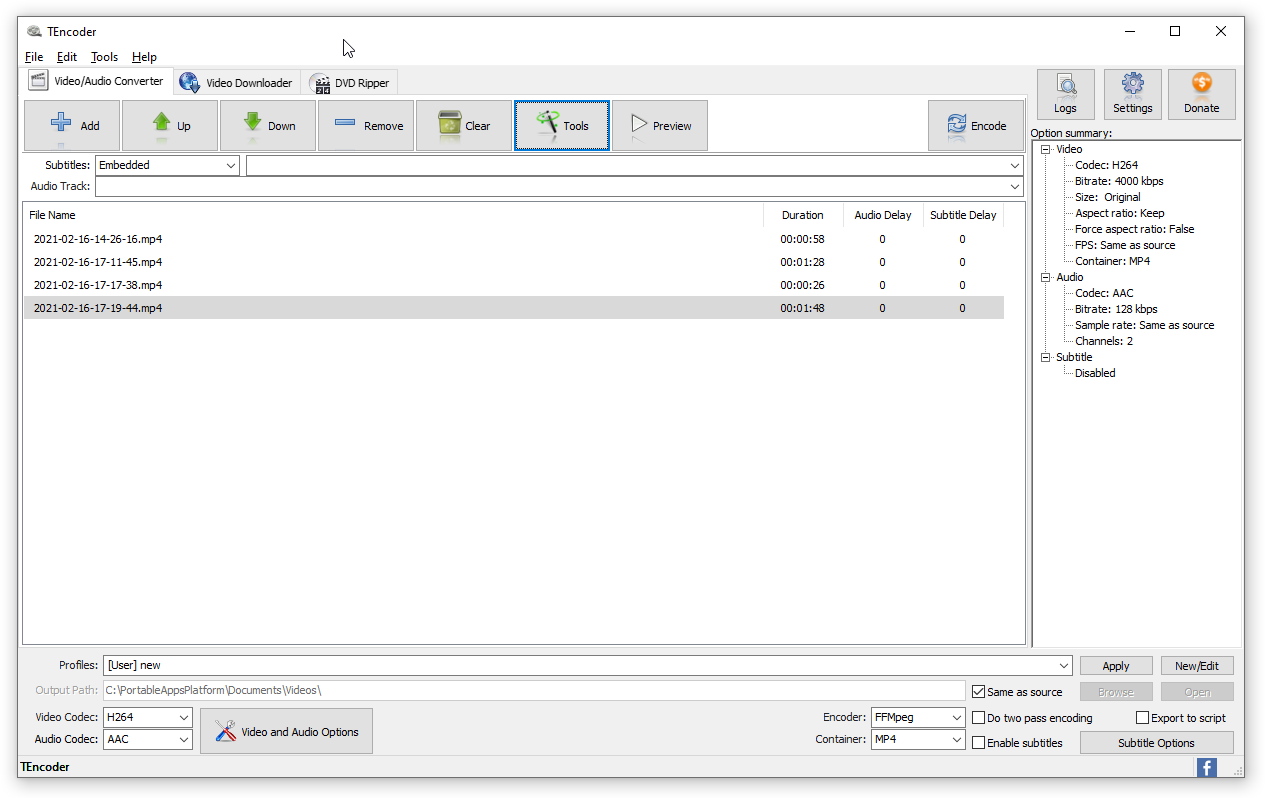 TEncoder
File Edit Tools Help
Video/Audio Converter Video Downloader DVD Ripper
Logs Settings Donate
Add Up Down Remove Clear Tools Preview Encode
Option summary:
Subtitles: Embedded
Audio Track:
File Name Duration Audio Delay Subtitle Delay
2021-02-16-14-26-16.mp4 00:00:58 0 0
2021-02-16-17-11-45.mp4 00:01:28 0 0
2021-02-16-17-17-38.mp4 00:00:26 0 0
2021-02-16-17-19-44.mp4 00:01:48 0 0
Video
Codec: H264
Bitrate: 4000 kbps
Size: Original
Aspect ratio: Keep
Force aspect ratio: False
FPS: Same as source
Container: MP4
Audio
Codec: AAC
Bitrate: 128 kbps
Sample rate: Same as source
Channels: 2
Subtitle
Disabled
Profiles: [User] new Apply New/Edit
Output Path: C:\PortableAppsPlatform\Documents\Videos\ Same as source Browse Open
Video Codec: H264 Video and Audio Options Encoder: FFMpeg Do two pass encoding Export to script
Audio Codec: AAC Container: MP4 Enable subtitles Subtitle Options
TEncoder f